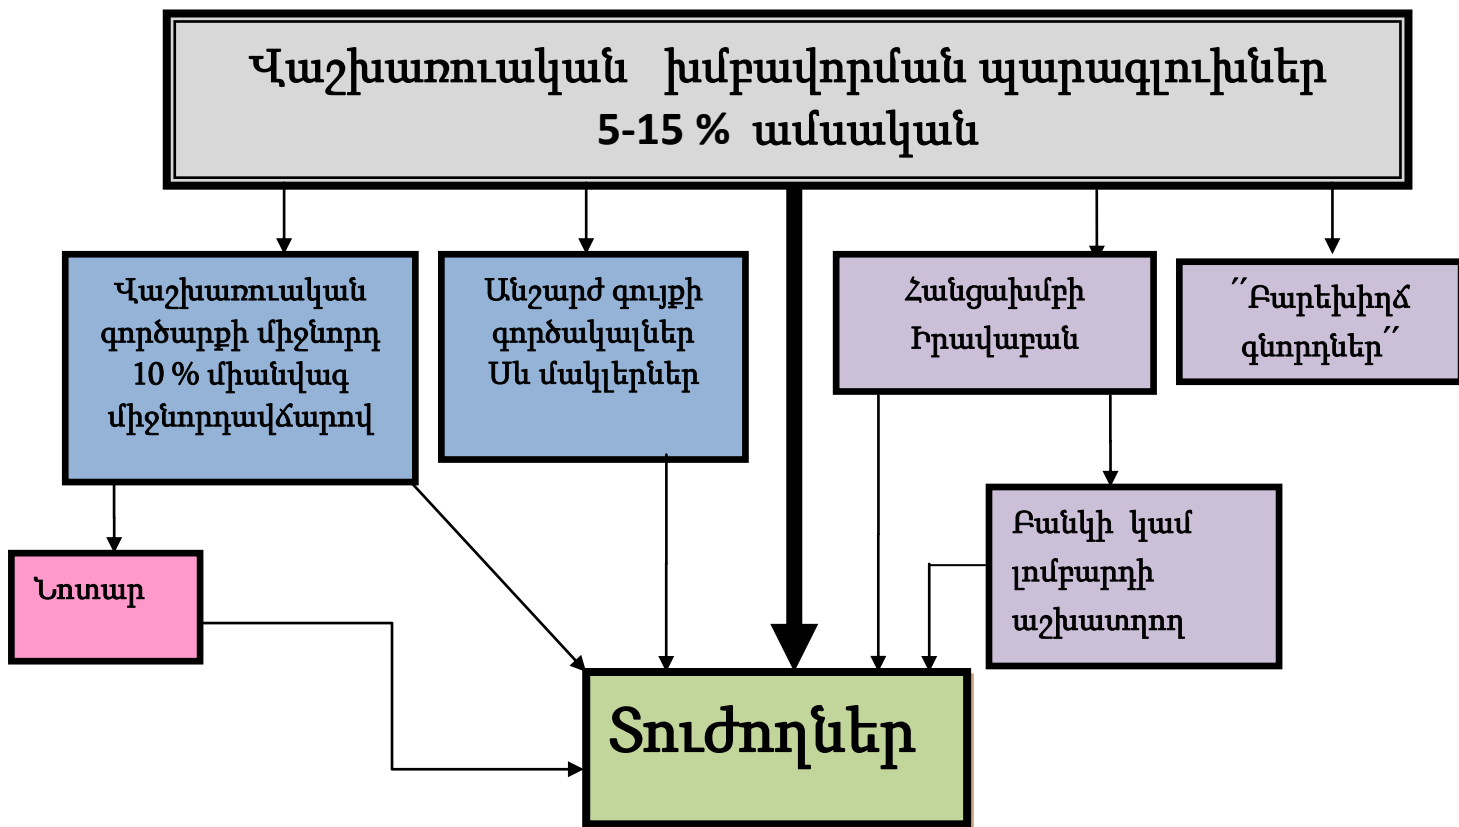 Վաշխառուական խմբավորման պարագլուխներ
5-15 % ամսական
Վաշխառուական
գործարքի միջնորդ
10 % միանվագ
միջնորդավճարով
Անշարժ գույքի
գործակալներ
Սև մակլերներ
Հանցախմբի
Իրավաբան
՛՛Բարեխիղճ
գնորդներ՛՛
Նոտար
Բանկի կամ
լոմբարդի
աշխատղող
Տուժողներ